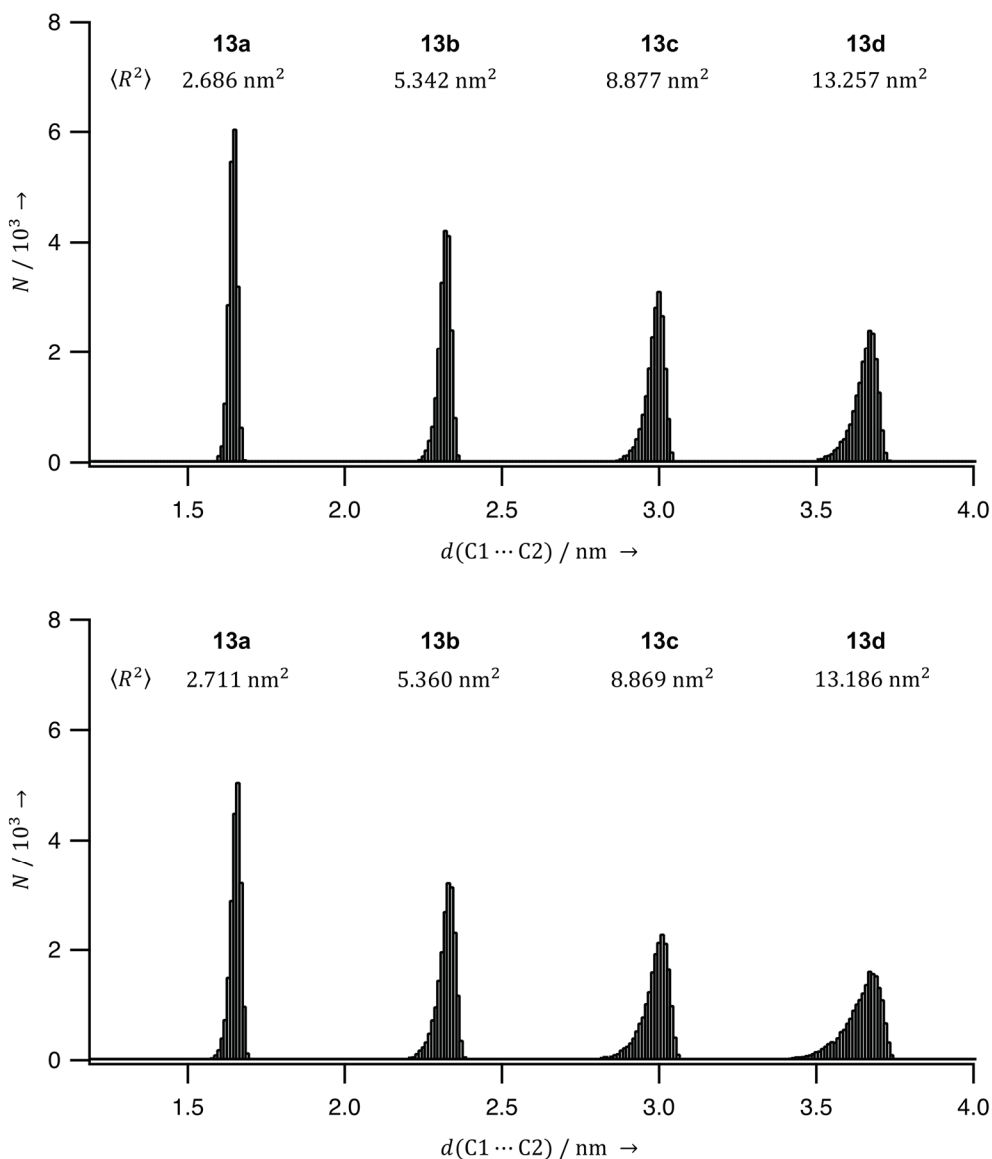 8
13a 13b 13c 13d
⟨R²⟩ 2.686 nm² 5.342 nm² 8.877 nm² 13.257 nm²
6
N / 10³ →
4
2
0
1.5 2.0 2.5 3.0 3.5 4.0
d(C1 ⋯ C2) / nm →
8
13a 13b 13c 13d
⟨R²⟩ 2.711 nm² 5.360 nm² 8.869 nm² 13.186 nm²
6
N / 10³ →
4
2
0
1.5 2.0 2.5 3.0 3.5 4.0
d(C1 ⋯ C2) / nm →